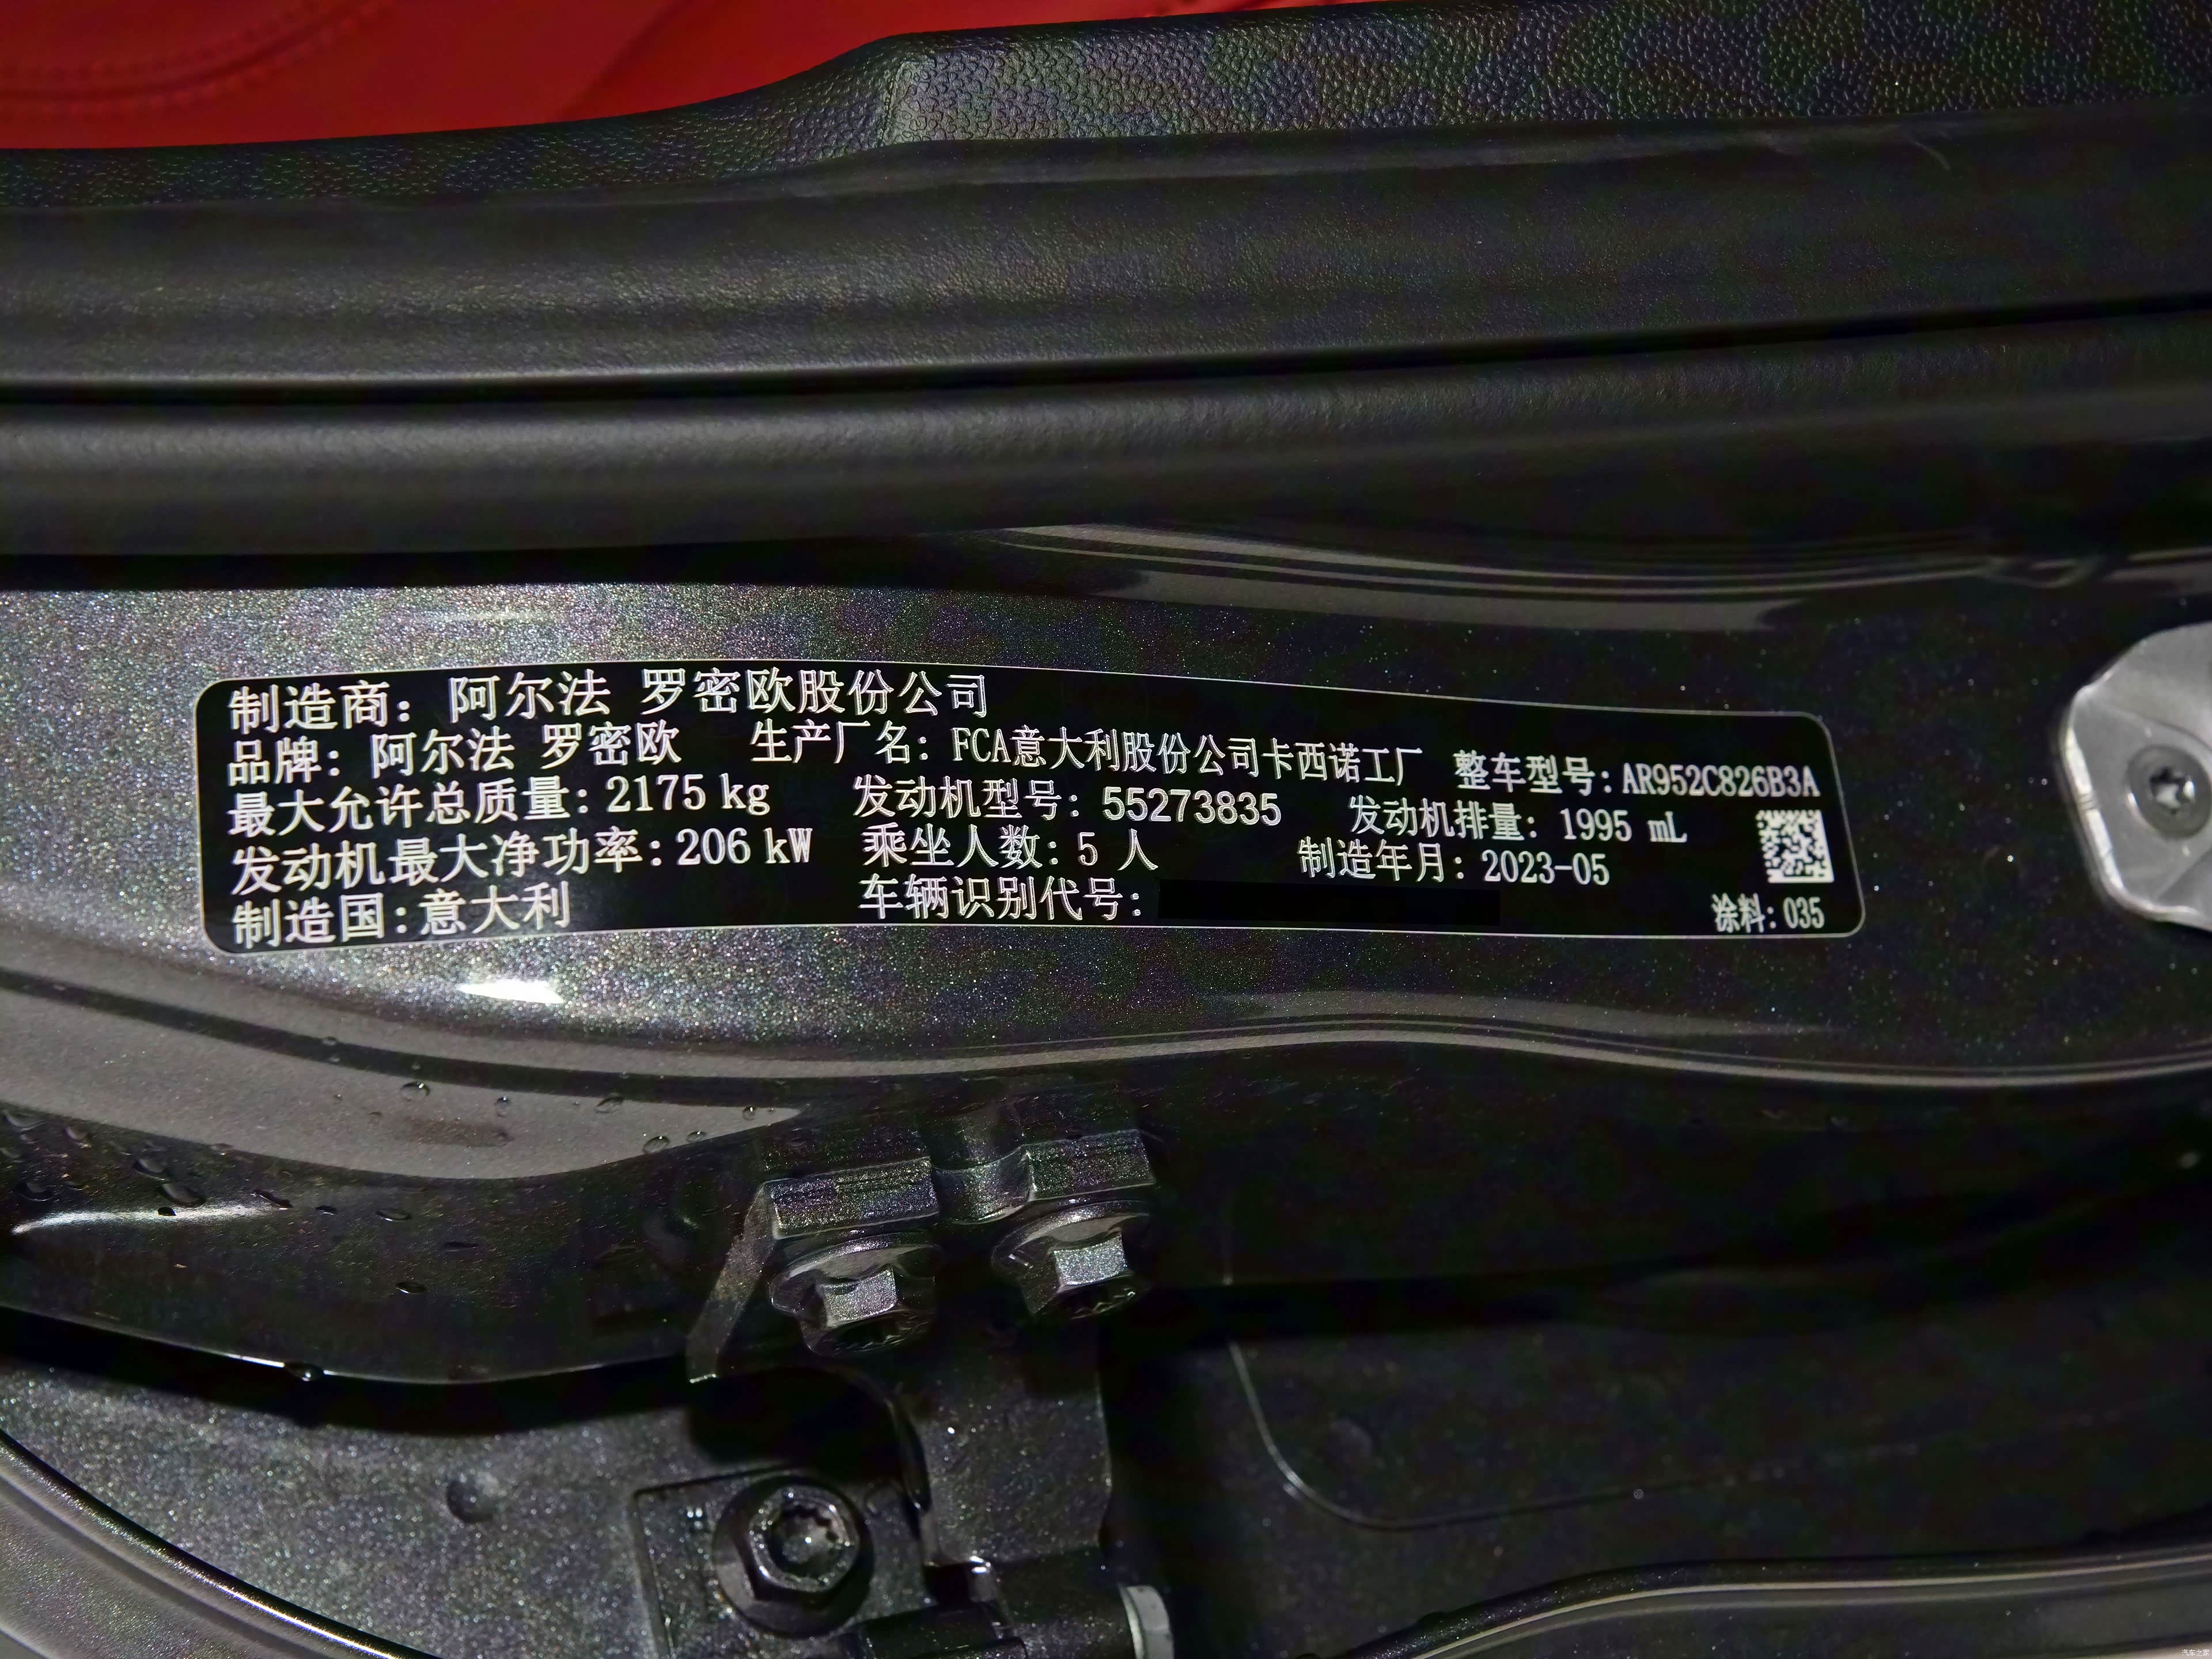 制造商: 阿尔法 罗密欧股份公司
品牌: 阿尔法 罗密欧 生产厂名: FCA意大利股份公司卡西诺工厂 整车型号: AR952C826B3A
最大允许总质量: 2175 kg 发动机型号: 55273835 发动机排量: 1995 mL
发动机最大净功率: 206 kW 乘坐人数: 5 人 制造年月: 2023-05
制造国: 意大利 车辆识别代号: 涂料: 035
汽车之家